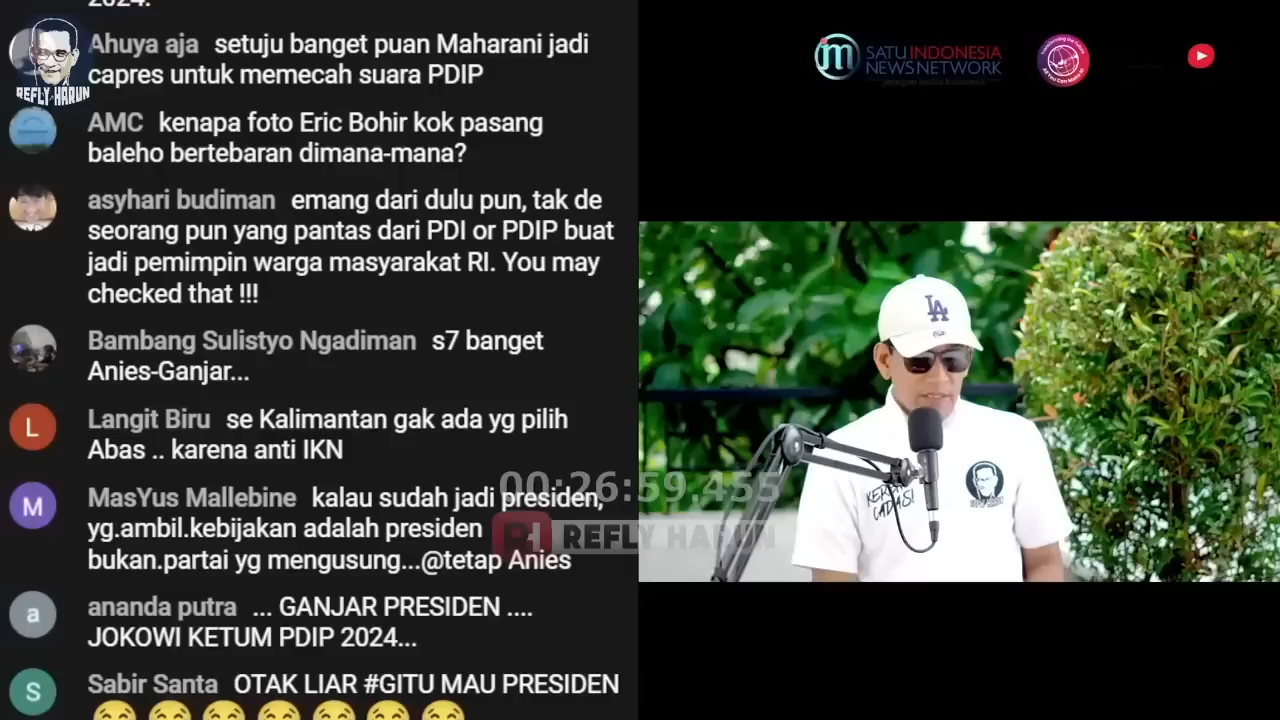 2024.
REFLY HARUN
Ahuya aja setuju banget puan Maharani jadi
capres untuk memecah suara PDIP
AMC kenapa foto Eric Bohir kok pasang
baleho bertebaran dimana-mana?
asyhari budiman emang dari dulu pun, tak de
seorang pun yang pantas dari PDI or PDIP buat
jadi pemimpin warga masyarakat RI. You may
checked that !!!
Bambang Sulistyo Ngadiman s7 banget
Anies-Ganjar...
L
Langit Biru se Kalimantan gak ada yg pilih
Abas .. karena anti IKN
M
MasYus Mallebine kalau sudah jadi presiden,
yg.ambil.kebijakan adalah presiden
bukan.partai yg mengusung...@tetap Anies
a
ananda putra ... GANJAR PRESIDEN ....
JOKOWI KETUM PDIP 2024...
S
Sabir Santa OTAK LIAR #GITU MAU PRESIDEN
SATU INDONESIA
NEWS NETWORK
LA
00:26:59,455
RH REFLY HARUN